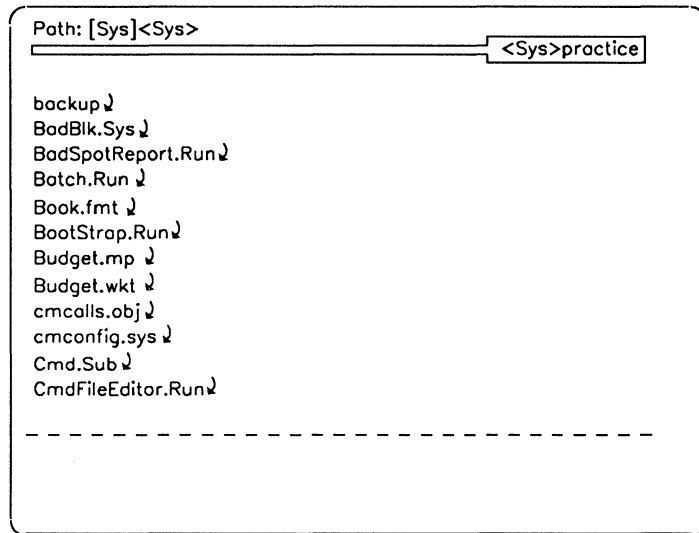 Path: [Sys]<Sys>
<Sys>practice
backup
BadBlk.Sys
BadSpotReport.Run
Batch.Run
Book.fmt
BootStrap.Run
Budget.mp
Budget.wkt
cmcalls.obj
cmconfig.sys
Cmd.Sub
CmdFileEditor.Run